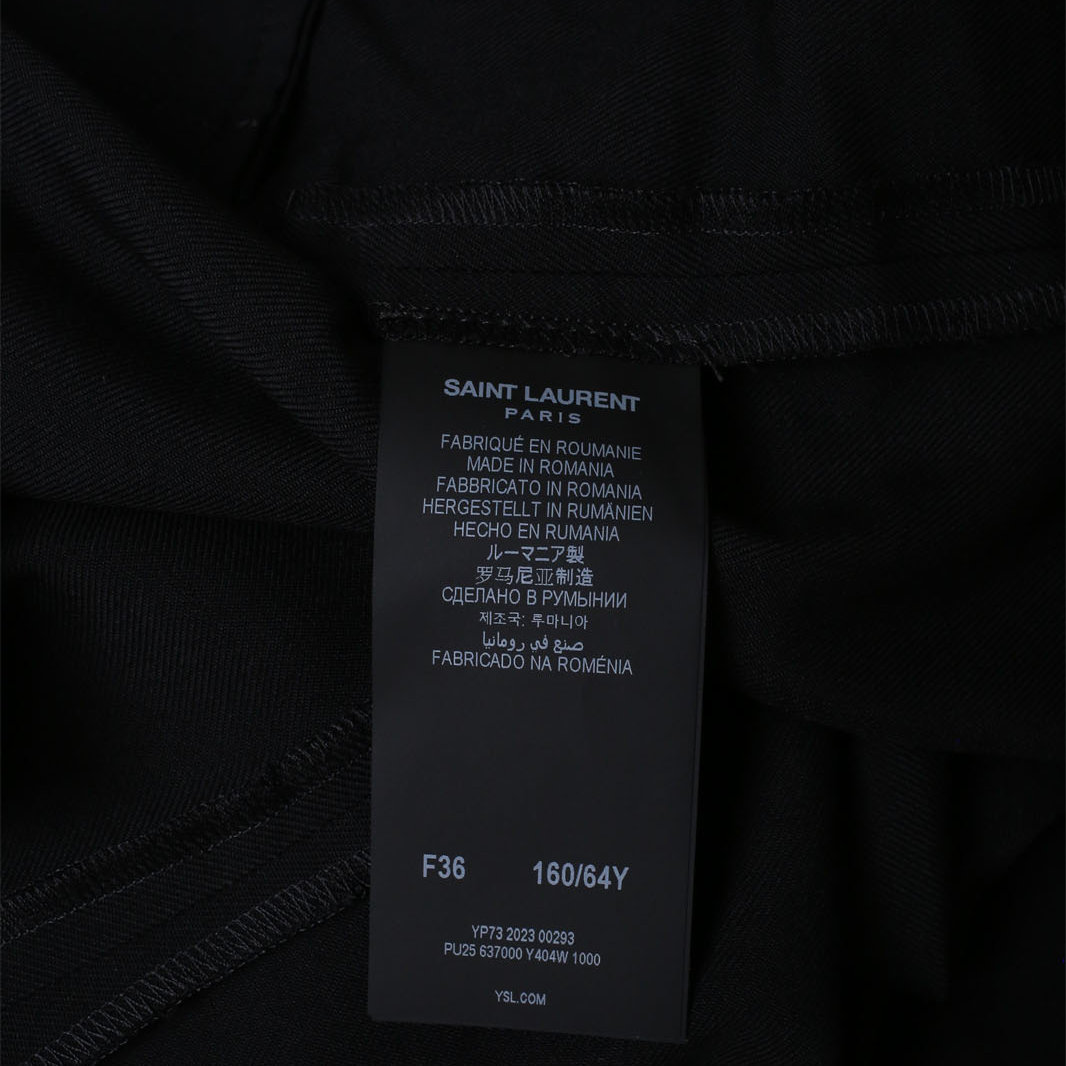 SAINT LAURENT
PARIS
FABRIQUÉ EN ROUMANIE
MADE IN ROMANIA
FABBRICATO IN ROMANIA
HERGESTELLT IN RUMÄNIEN
HECHO EN RUMANIA
ルーマニア製
罗马尼亚制造
СДЕЛАНО В РУМЫНИИ
제조국: 루마니아
صنع في رومانيا
FABRICADO NA ROMÉNIA
F36 160/64Y
YP73 2023 00293
PU25 637000 Y404W 1000
YSL.COM